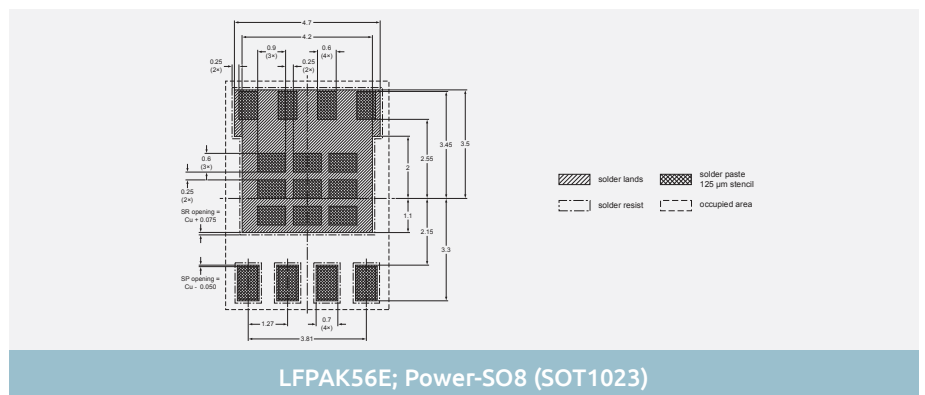 4.7
4.2
0.9
(3×)
0.6
(4×)
0.25
(2×)
0.25
(2×)
3.5
3.45
2.55
2
0.6
(3×)
0.25
(2×)
SR opening =
Cu + 0.075
1.1
2.15
3.3
SP opening =
Cu - 0.050
1.27
0.7
(4×)
3.81
solder lands
solder paste
125 µm stencil
solder resist
occupied area
LFPAK56E; Power-SO8 (SOT1023)